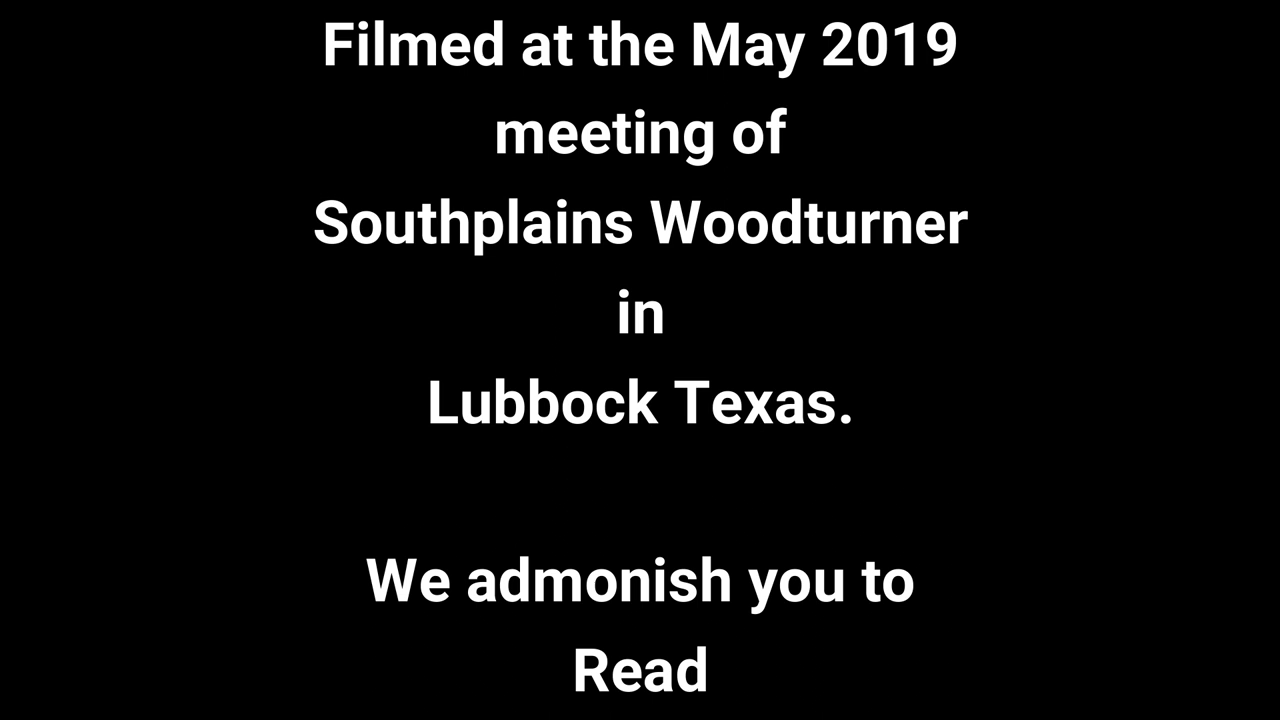 Filmed at the May 2019
meeting of
Southplains Woodturner
in
Lubbock Texas.
We admonish you to
Read